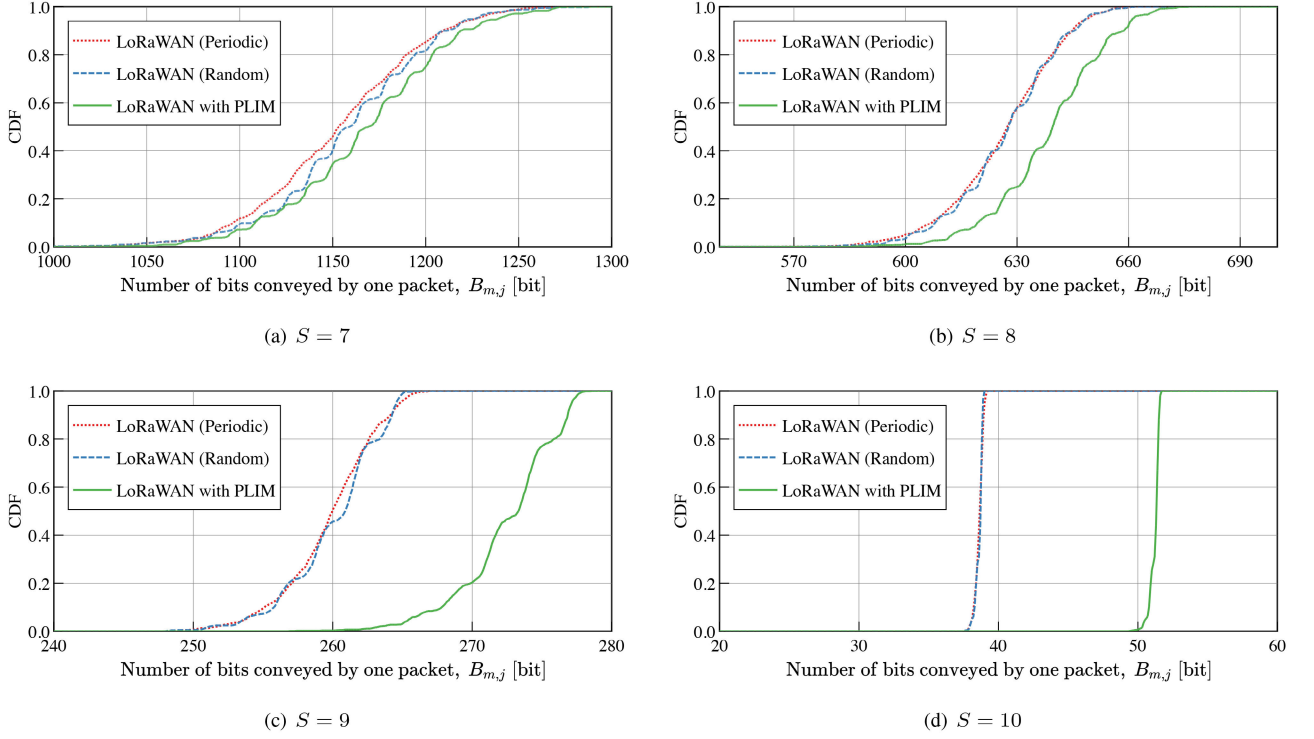 1.0
0.8
0.6
0.4
0.2
0.0
CDF
LoRaWAN (Periodic)
LoRaWAN (Random)
LoRaWAN with PLIM
1000 1050 1100 1150 1200 1250 1300
Number of bits conveyed by one packet, B_{m,j} [bit]
(a) S = 7
1.0
0.8
0.6
0.4
0.2
0.0
CDF
LoRaWAN (Periodic)
LoRaWAN (Random)
LoRaWAN with PLIM
570 600 630 660 690
Number of bits conveyed by one packet, B_{m,j} [bit]
(b) S = 8
1.0
0.8
0.6
0.4
0.2
0.0
CDF
LoRaWAN (Periodic)
LoRaWAN (Random)
LoRaWAN with PLIM
240 250 260 270 280
Number of bits conveyed by one packet, B_{m,j} [bit]
(c) S = 9
1.0
0.8
0.6
0.4
0.2
0.0
CDF
LoRaWAN (Periodic)
LoRaWAN (Random)
LoRaWAN with PLIM
20 30 40 50 60
Number of bits conveyed by one packet, B_{m,j} [bit]
(d) S = 10